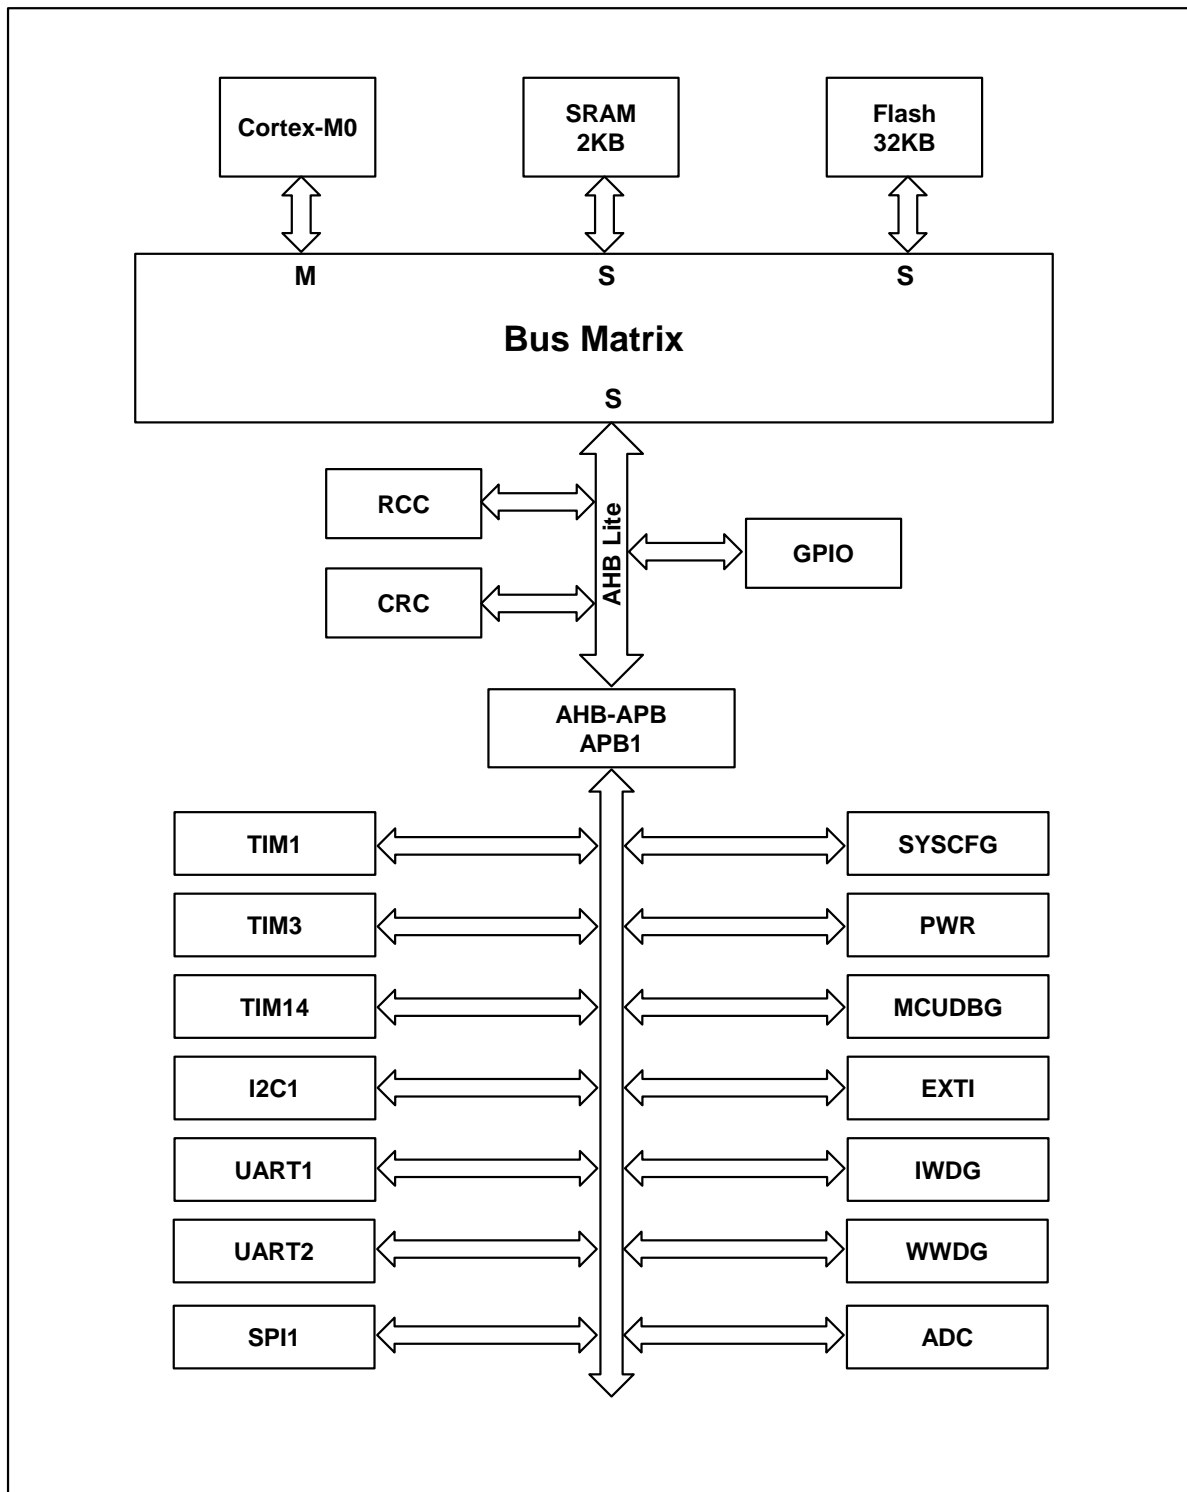 Cortex-M0
SRAM
2KB
Flash
32KB
M
S
S
Bus Matrix
S
RCC
AHB Lite
GPIO
CRC
AHB-APB
APB1
TIM1
SYSCFG
TIM3
PWR
TIM14
MCUDBG
I2C1
EXTI
UART1
IWDG
UART2
WWDG
SPI1
ADC